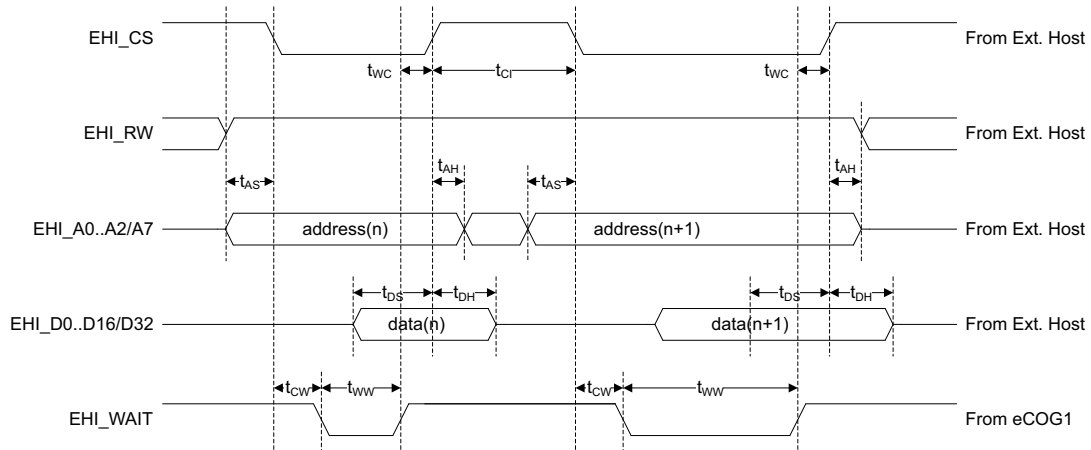 EHI_CS From Ext. Host
tWC tCI tWC
EHI_RW From Ext. Host
tAS tAH tAS tAH
EHI_A0..A2/A7 address(n) address(n+1) From Ext. Host
tDS tDH tDS tDH
EHI_D0..D16/D32 data(n) data(n+1) From Ext. Host
tCW tWW tCW tWW
EHI_WAIT From eCOG1